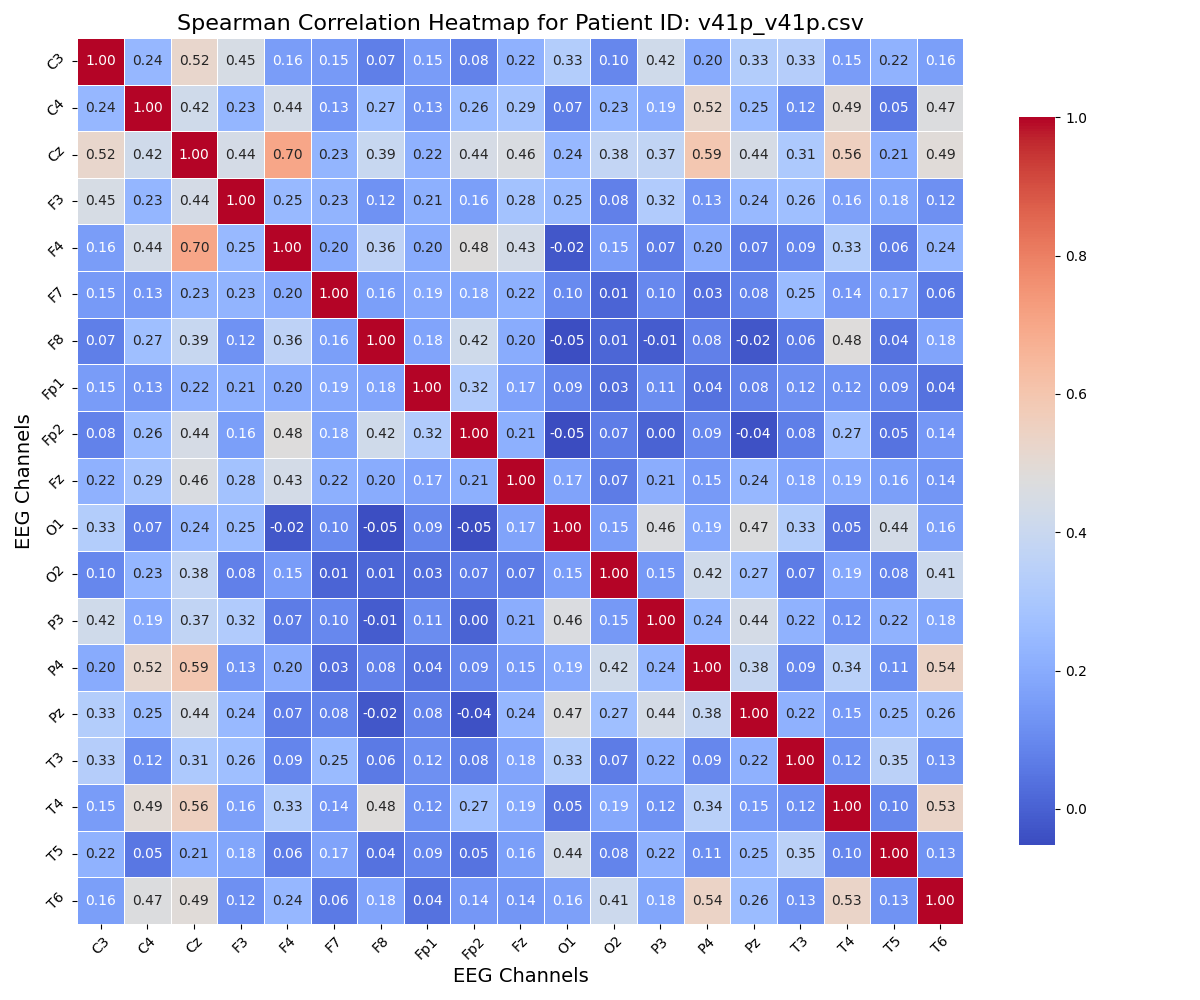 Spearman Correlation Heatmap for Patient ID: v41p_v41p.csv
EEG Channels
C3 1.00 0.24 0.52 0.45 0.16 0.15 0.07 0.15 0.08 0.22 0.33 0.10 0.42 0.20 0.33 0.33 0.15 0.22 0.16
C4 0.24 1.00 0.42 0.23 0.44 0.13 0.27 0.13 0.26 0.29 0.07 0.23 0.19 0.52 0.25 0.12 0.49 0.05 0.47
Cz 0.52 0.42 1.00 0.44 0.70 0.23 0.39 0.22 0.44 0.46 0.24 0.38 0.37 0.59 0.44 0.31 0.56 0.21 0.49
F3 0.45 0.23 0.44 1.00 0.25 0.23 0.12 0.21 0.16 0.28 0.25 0.08 0.32 0.13 0.24 0.26 0.16 0.18 0.12
F4 0.16 0.44 0.70 0.25 1.00 0.20 0.36 0.20 0.48 0.43 -0.02 0.15 0.07 0.20 0.07 0.09 0.33 0.06 0.24
F7 0.15 0.13 0.23 0.23 0.20 1.00 0.16 0.19 0.18 0.22 0.10 0.01 0.10 0.03 0.08 0.25 0.14 0.17 0.06
F8 0.07 0.27 0.39 0.12 0.36 0.16 1.00 0.18 0.42 0.20 -0.05 0.01 -0.01 0.08 -0.02 0.06 0.48 0.04 0.18
Fp1 0.15 0.13 0.22 0.21 0.20 0.19 0.18 1.00 0.32 0.17 0.09 0.03 0.11 0.04 0.08 0.12 0.12 0.09 0.04
Fp2 0.08 0.26 0.44 0.16 0.48 0.18 0.42 0.32 1.00 0.21 -0.05 0.07 0.00 0.09 -0.04 0.08 0.27 0.05 0.14
Fz 0.22 0.29 0.46 0.28 0.43 0.22 0.20 0.17 0.21 1.00 0.17 0.07 0.21 0.15 0.24 0.18 0.19 0.16 0.14
O1 0.33 0.07 0.24 0.25 -0.02 0.10 -0.05 0.09 -0.05 0.17 1.00 0.15 0.46 0.19 0.47 0.33 0.05 0.44 0.16
O2 0.10 0.23 0.38 0.08 0.15 0.01 0.01 0.03 0.07 0.07 0.15 1.00 0.15 0.42 0.27 0.07 0.19 0.08 0.41
P3 0.42 0.19 0.37 0.32 0.07 0.10 -0.01 0.11 0.00 0.21 0.46 0.15 1.00 0.24 0.44 0.22 0.12 0.22 0.18
P4 0.20 0.52 0.59 0.13 0.20 0.03 0.08 0.04 0.09 0.15 0.19 0.42 0.24 1.00 0.38 0.09 0.34 0.11 0.54
Pz 0.33 0.25 0.44 0.24 0.07 0.08 -0.02 0.08 -0.04 0.24 0.47 0.27 0.44 0.38 1.00 0.22 0.15 0.25 0.26
T3 0.33 0.12 0.31 0.26 0.09 0.25 0.06 0.12 0.08 0.18 0.33 0.07 0.22 0.09 0.22 1.00 0.12 0.35 0.13
T4 0.15 0.49 0.56 0.16 0.33 0.14 0.48 0.12 0.27 0.19 0.05 0.19 0.12 0.34 0.15 0.12 1.00 0.10 0.53
T5 0.22 0.05 0.21 0.18 0.06 0.17 0.04 0.09 0.05 0.16 0.44 0.08 0.22 0.11 0.25 0.35 0.10 1.00 0.13
T6 0.16 0.47 0.49 0.12 0.24 0.06 0.18 0.04 0.14 0.14 0.16 0.41 0.18 0.54 0.26 0.13 0.53 0.13 1.00
C3 C4 Cz F3 F4 F7 F8 Fp1 Fp2 Fz O1 O2 P3 P4 Pz T3 T4 T5 T6
EEG Channels
1.0
0.8
0.6
0.4
0.2
0.0